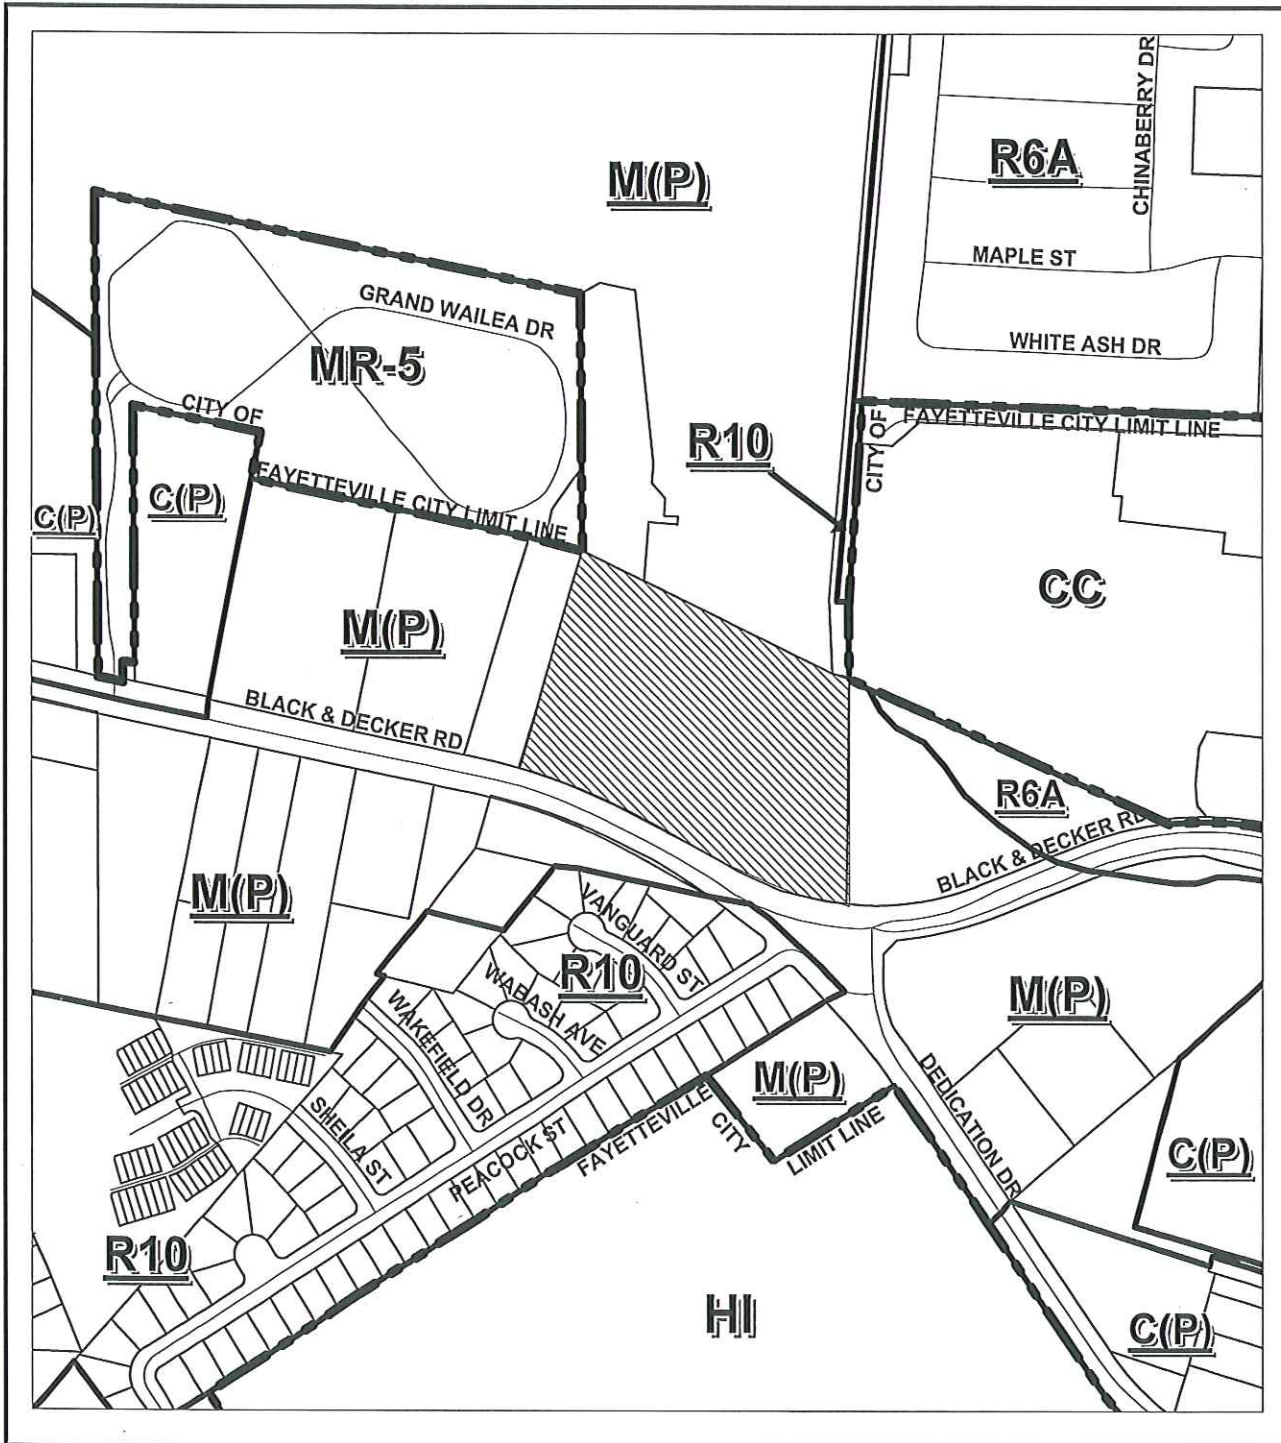 CHINABERRY DR
R6A
M(P)
MAPLE ST
GRAND WAILEA DR
WHITE ASH DR
MR-5
CITY OF
FAYETTEVILLE CITY LIMIT LINE
CITY OF
R10
FAYETTEVILLE CITY LIMIT LINE
C(P)
C(P)
CC
M(P)
BLACK & DECKER RD
R6A
BLACK & DECKER RD
M(P)
VANGUARD ST
R10
WABASH AVE
WAKEFIELD DR
M(P)
M(P)
DEDICATION DR
SHEILA ST
PEACOCK ST
FAYETTEVILLE
CITY
LIMIT LINE
C(P)
R10
HI
C(P)